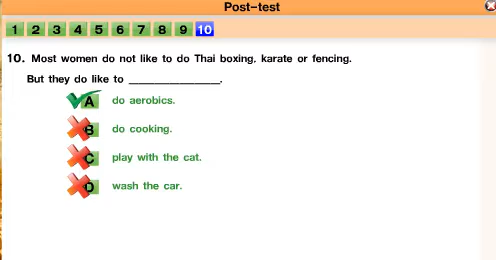 Post-test
1 2 3 4 5 6 7 8 9 10
10. Most women do not like to do Thai boxing, karate or fencing.
But they do like to ________________.
A do aerobics.
B do cooking.
C play with the cat.
D wash the car.